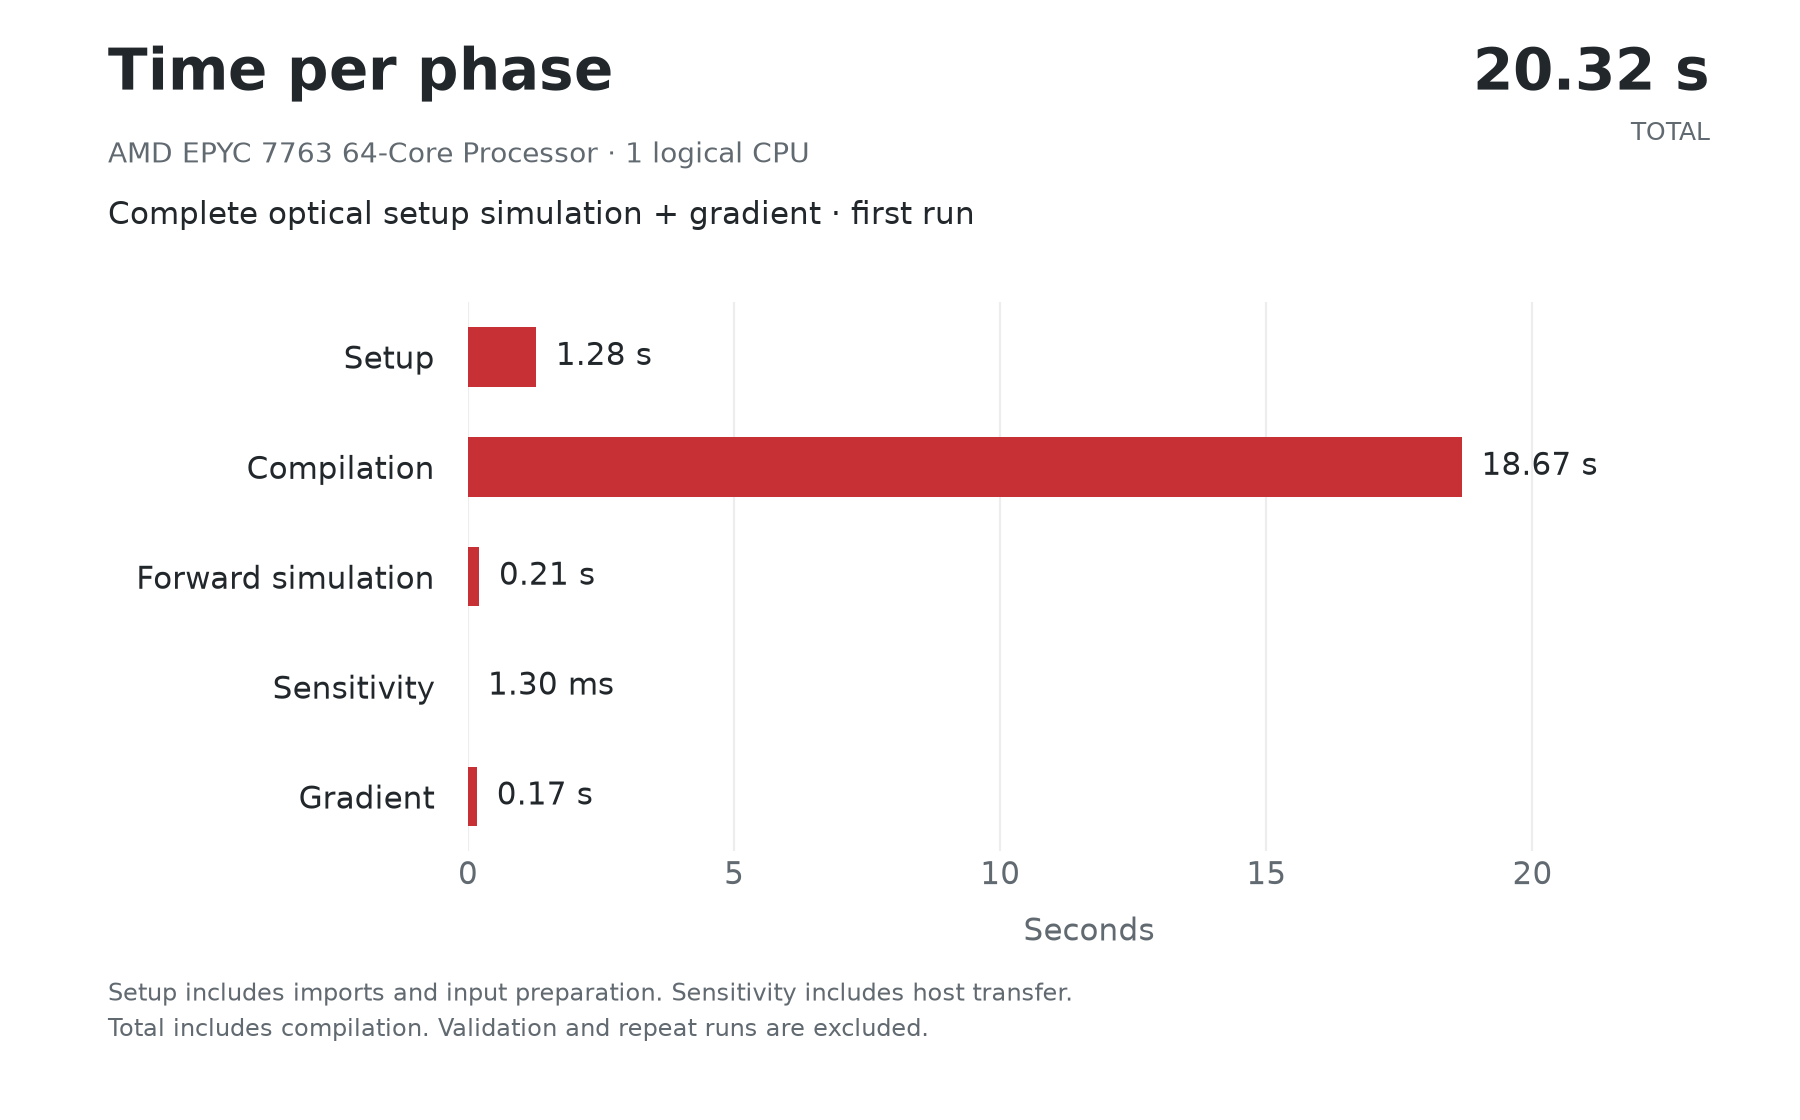 Time per phase
20.32 s
TOTAL
AMD EPYC 7763 64-Core Processor · 1 logical CPU
Complete optical setup simulation + gradient · first run
Setup
1.28 s
Compilation
18.67 s
Forward simulation
0.21 s
Sensitivity
1.30 ms
Gradient
0.17 s
0 5 10 15 20
Seconds
Setup includes imports and input preparation. Sensitivity includes host transfer.
Total includes compilation. Validation and repeat runs are excluded.